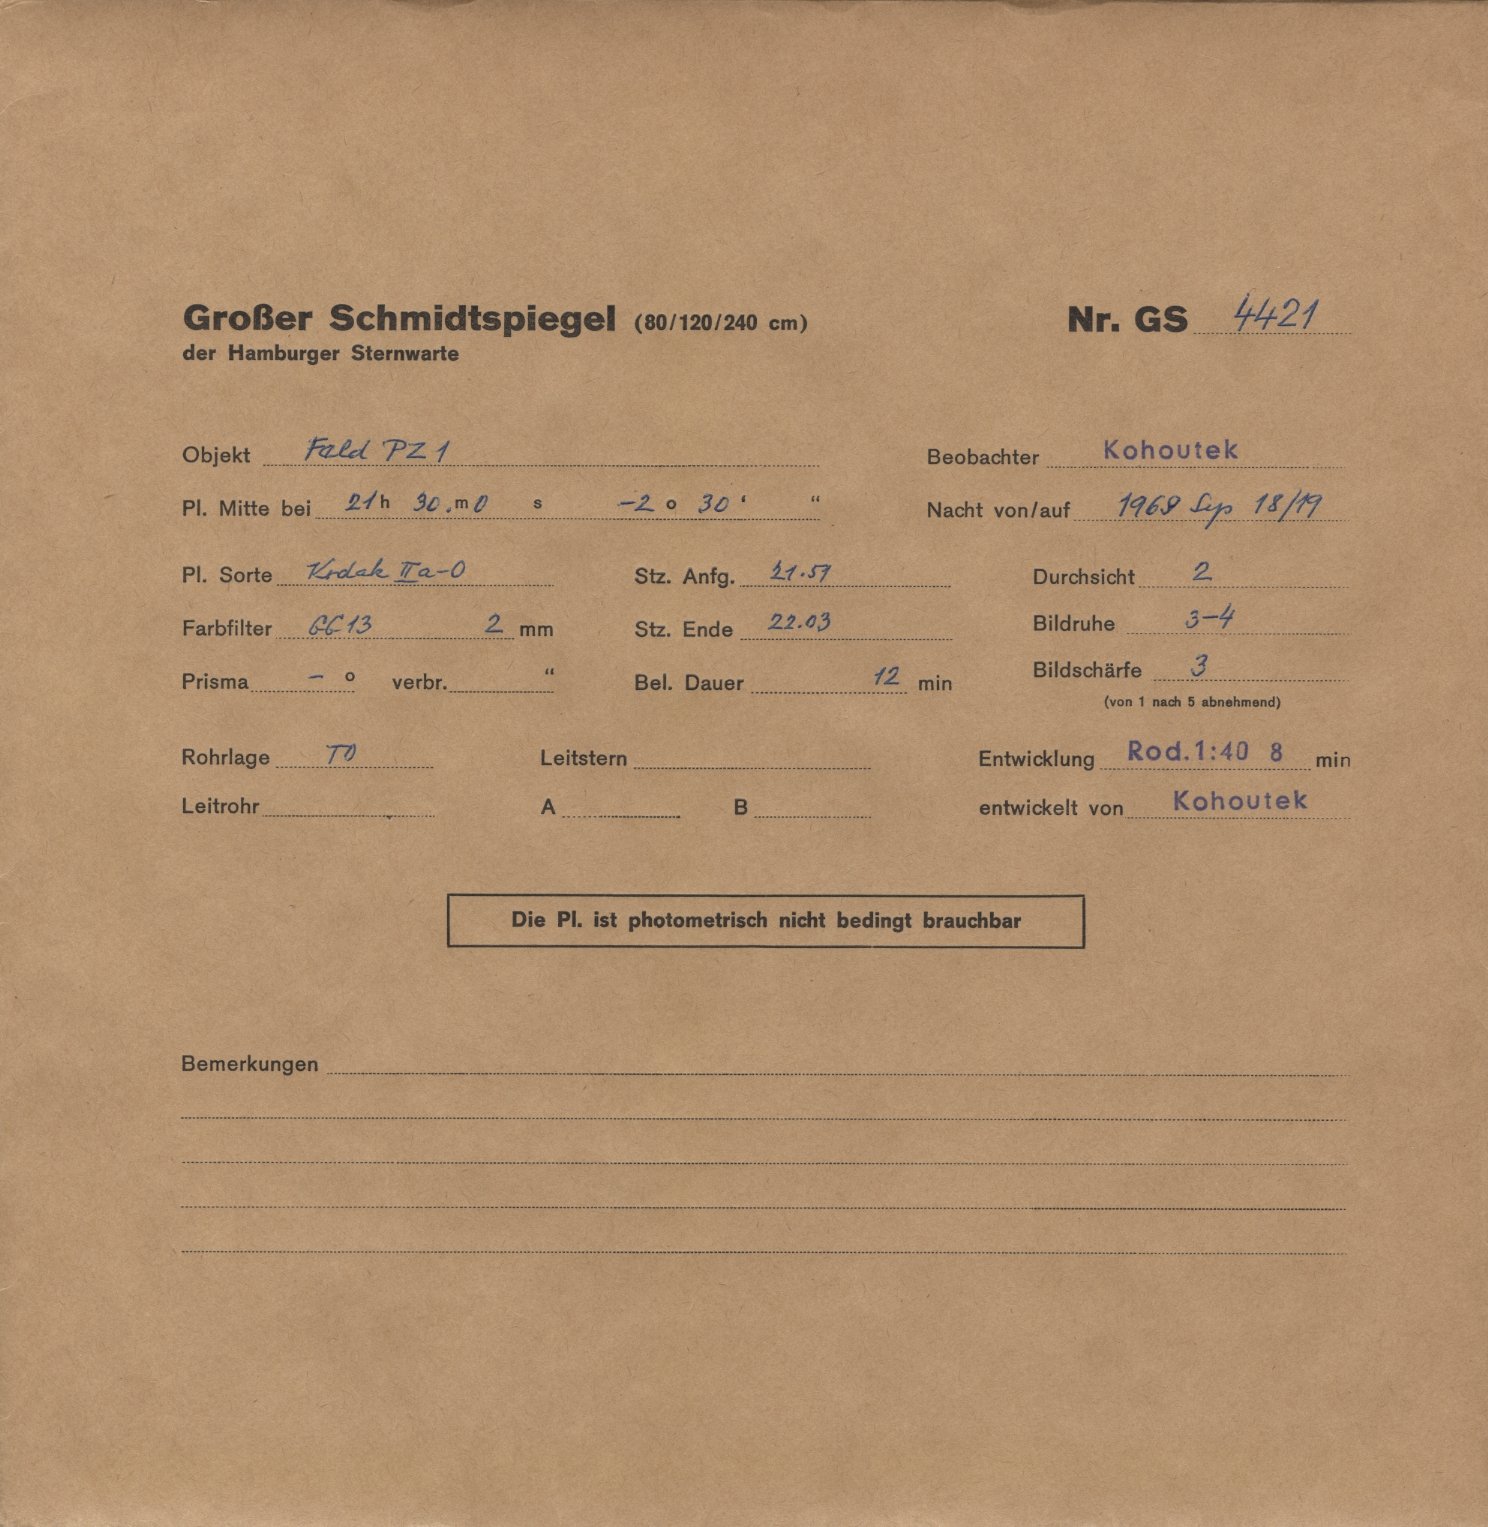 Großer Schmidtspiegel (80/120/240 cm) Nr. GS 4421
der Hamburger Sternwarte
Objekt Feld PZ 1 Beobachter Kohoutek
Pl. Mitte bei 21 h 30. m 0 s -2 o 30 ‘ “ Nacht von/auf 1968 Sep 18/19
Pl. Sorte Kodak IIa-O Stz. Anfg. 21.51 Durchsicht 2
Farbfilter GG13 2 mm Stz. Ende 22.03 Bildruhe 3-4
Prisma - o verbr. “ Bel. Dauer 12 min Bildschärfe 3
(von 1 nach 5 abnehmend)
Rohrlage TO Leitstern Entwicklung Rod.1:40 8 min
Leitrohr A B entwickelt von Kohoutek
Die Pl. ist photometrisch nicht bedingt brauchbar
Bemerkungen